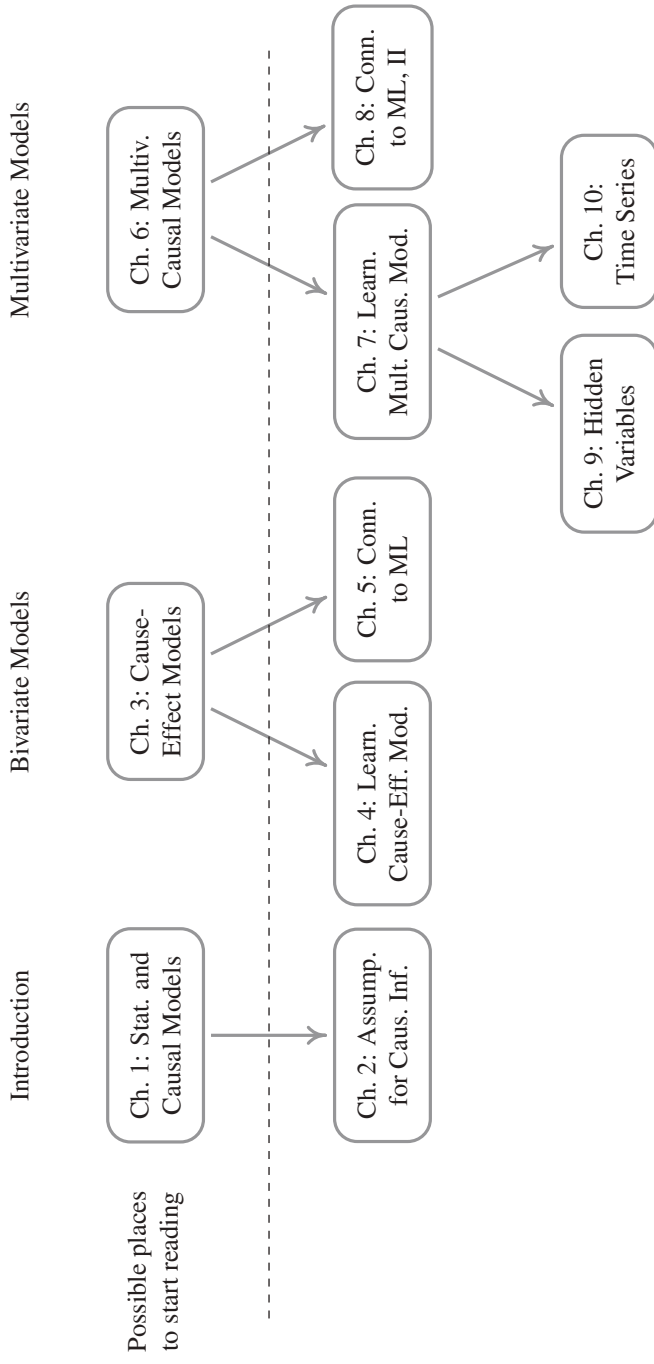 Introduction
Bivariate Models
Multivariate Models
Possible places
to start reading
Ch. 1: Stat. and
Causal Models
Ch. 3: Cause-
Effect Models
Ch. 6: Multiv.
Causal Models
Ch. 2: Assump.
for Caus. Inf.
Ch. 4: Learn.
Cause-Eff. Mod.
Ch. 5: Conn.
to ML
Ch. 7: Learn.
Mult. Caus. Mod.
Ch. 8: Conn.
to ML, II
Ch. 9: Hidden
Variables
Ch. 10:
Time Series